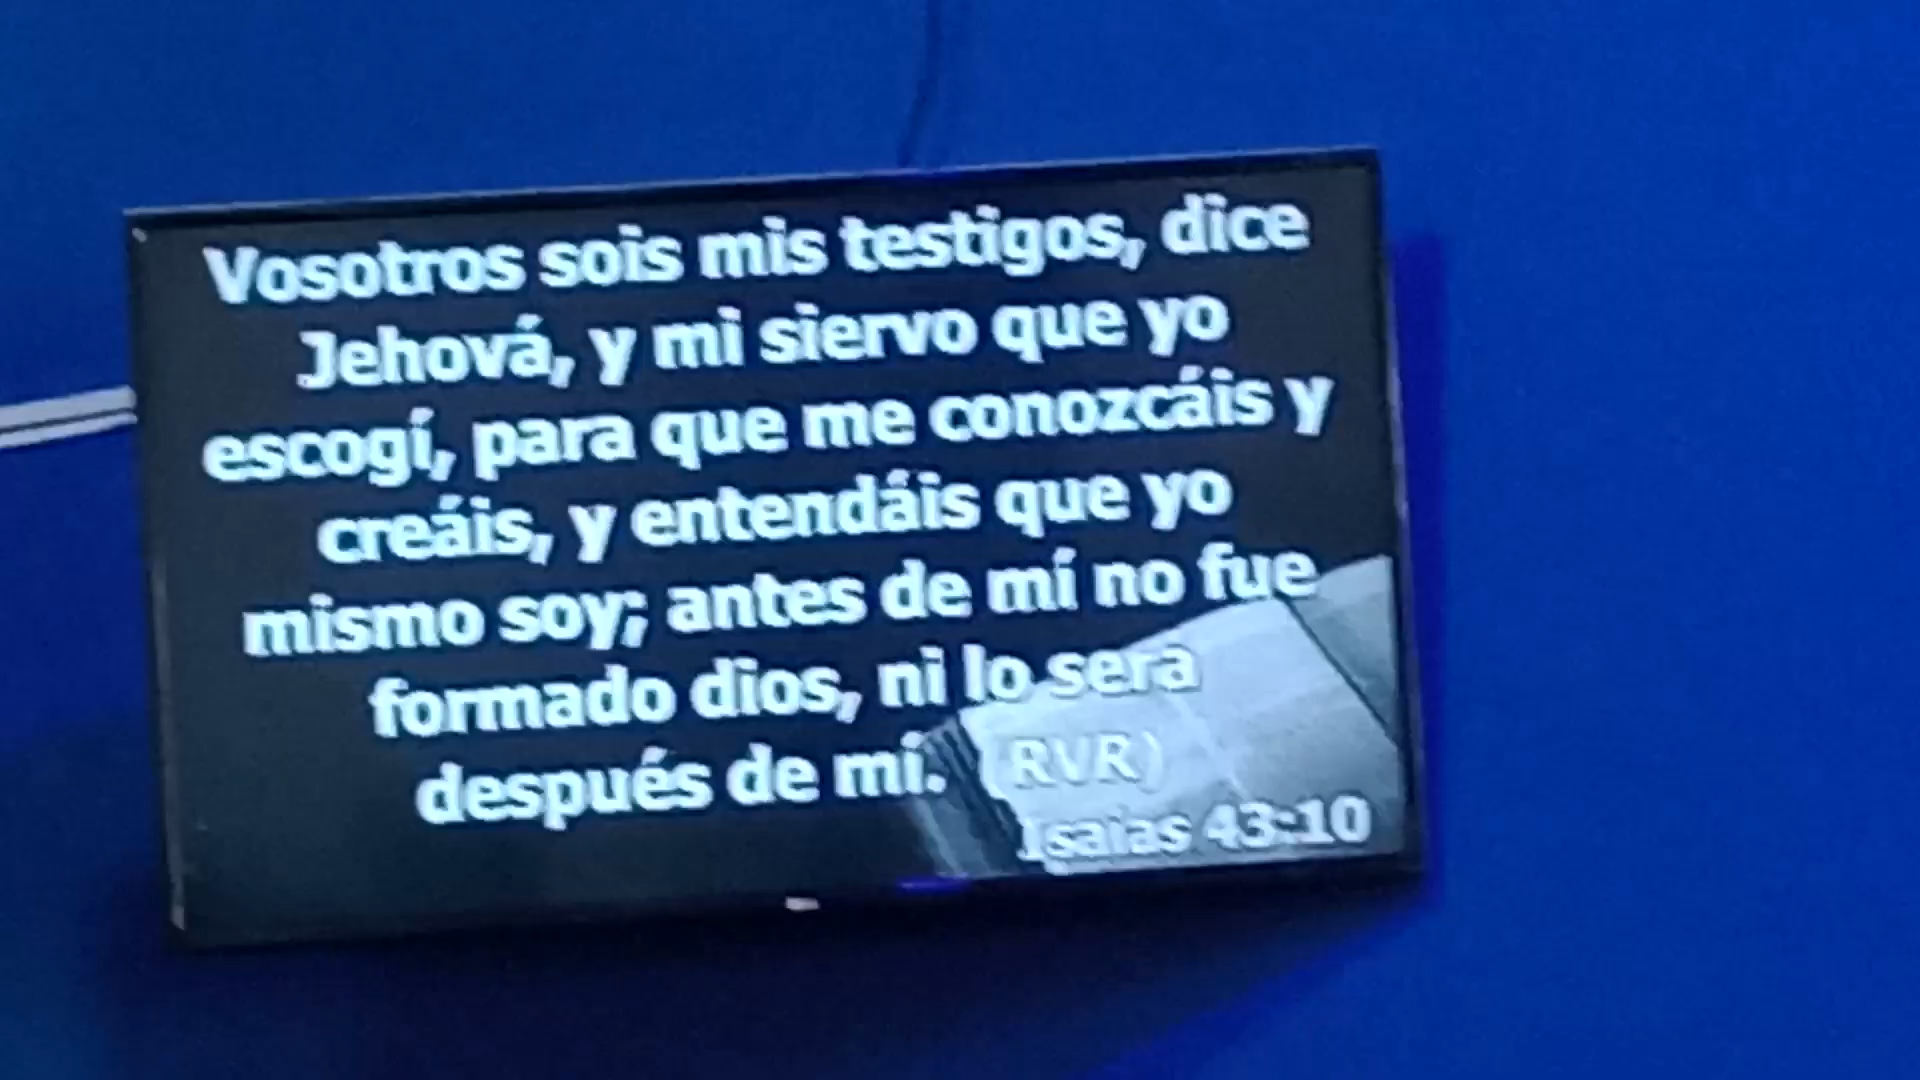 Vosotros sois mis testigos, dice
Jehová, y mi siervo que yo
escogí, para que me conozcáis y
creáis, y entendáis que yo
mismo soy; antes de mí no fue
formado dios, ni lo será
después de mí. (RVR)
Isaías 43:10